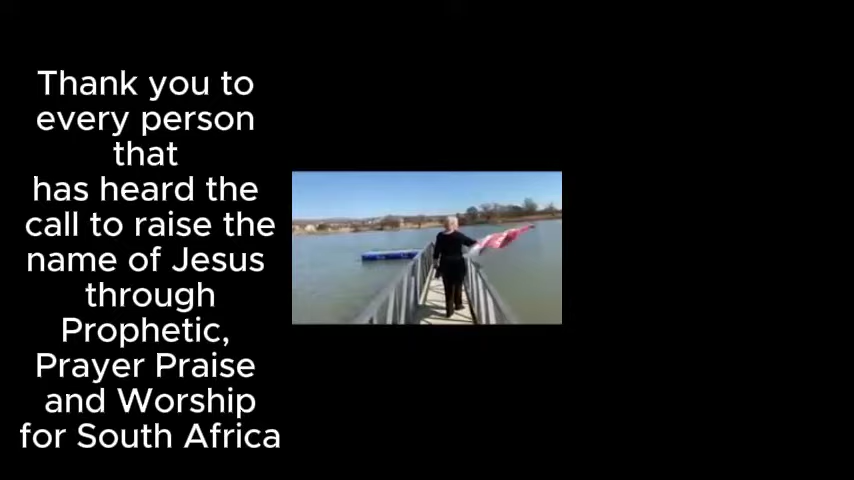 Thank you to
every person
that
has heard the
call to raise the
name of Jesus
through
Prophetic,
Prayer Praise
and Worship
for South Africa